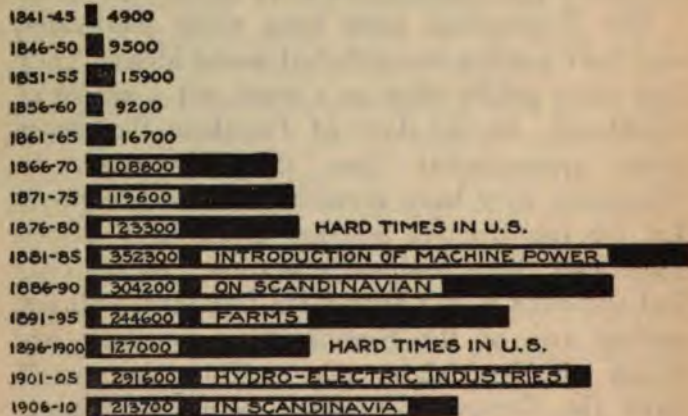 1841-45 4900
1846-50 9500
1851-55 15900
1856-60 9200
1861-65 16700
1866-70 108800
1871-75 119600
1876-80 123300 HARD TIMES IN U.S.
1881-85 352300 INTRODUCTION OF MACHINE POWER
1886-90 304200 ON SCANDINAVIAN
1891-95 244600 FARMS
1896-1900 127000 HARD TIMES IN U.S.
1901-05 291600 HYDRO-ELECTRIC INDUSTRIES
1906-10 213700 IN SCANDINAVIA